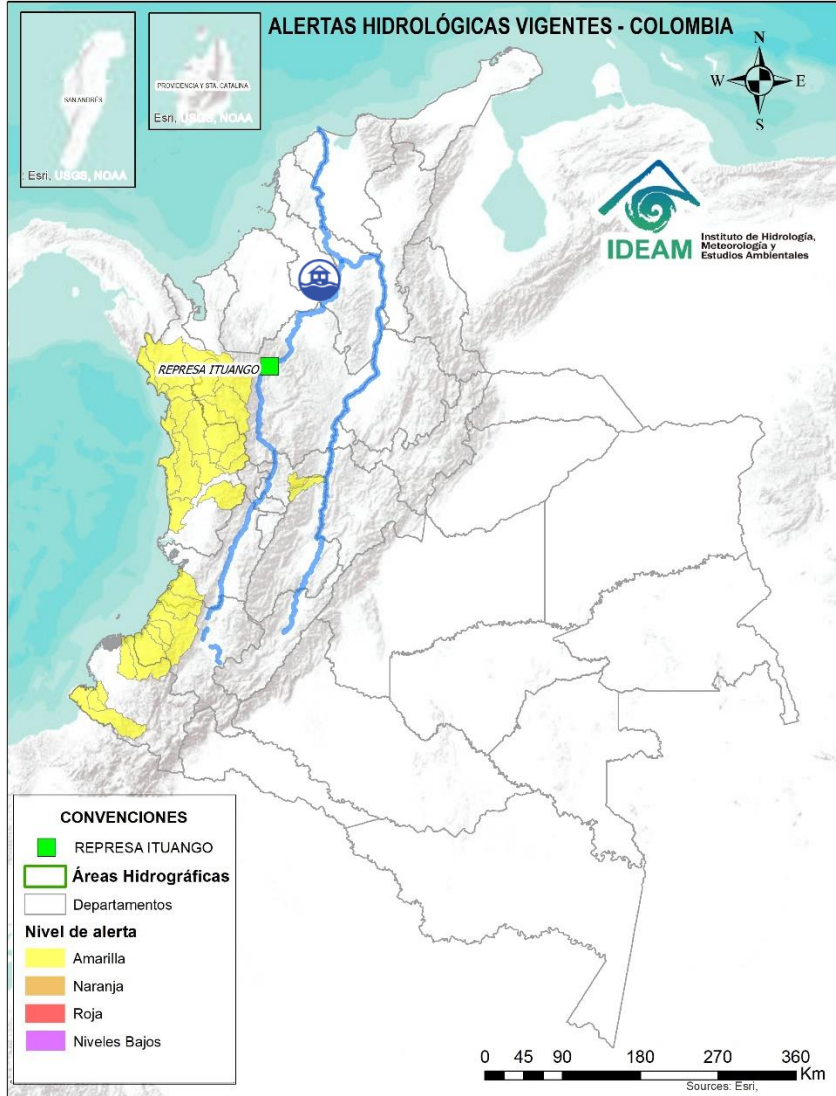 ALERTAS HIDROLÓGICAS VIGENTES - COLOMBIA
N
W
E
S
SAN ANDRÉS
Esri, USGS, NOAA
PROVIDENCIA Y STA. CATALINA
Esri, USGS, NOAA
IDEAM
Instituto de Hidrología,
Meteorología y
Estudios Ambientales
REPRESA ITUANGO
CONVENCIONES
REPRESA ITUANGO
Áreas Hidrográficas
Departamentos
Nivel de alerta
Amarilla
Naranja
Roja
Niveles Bajos
0 45 90 180 270 360
Km
Sources: Esri,